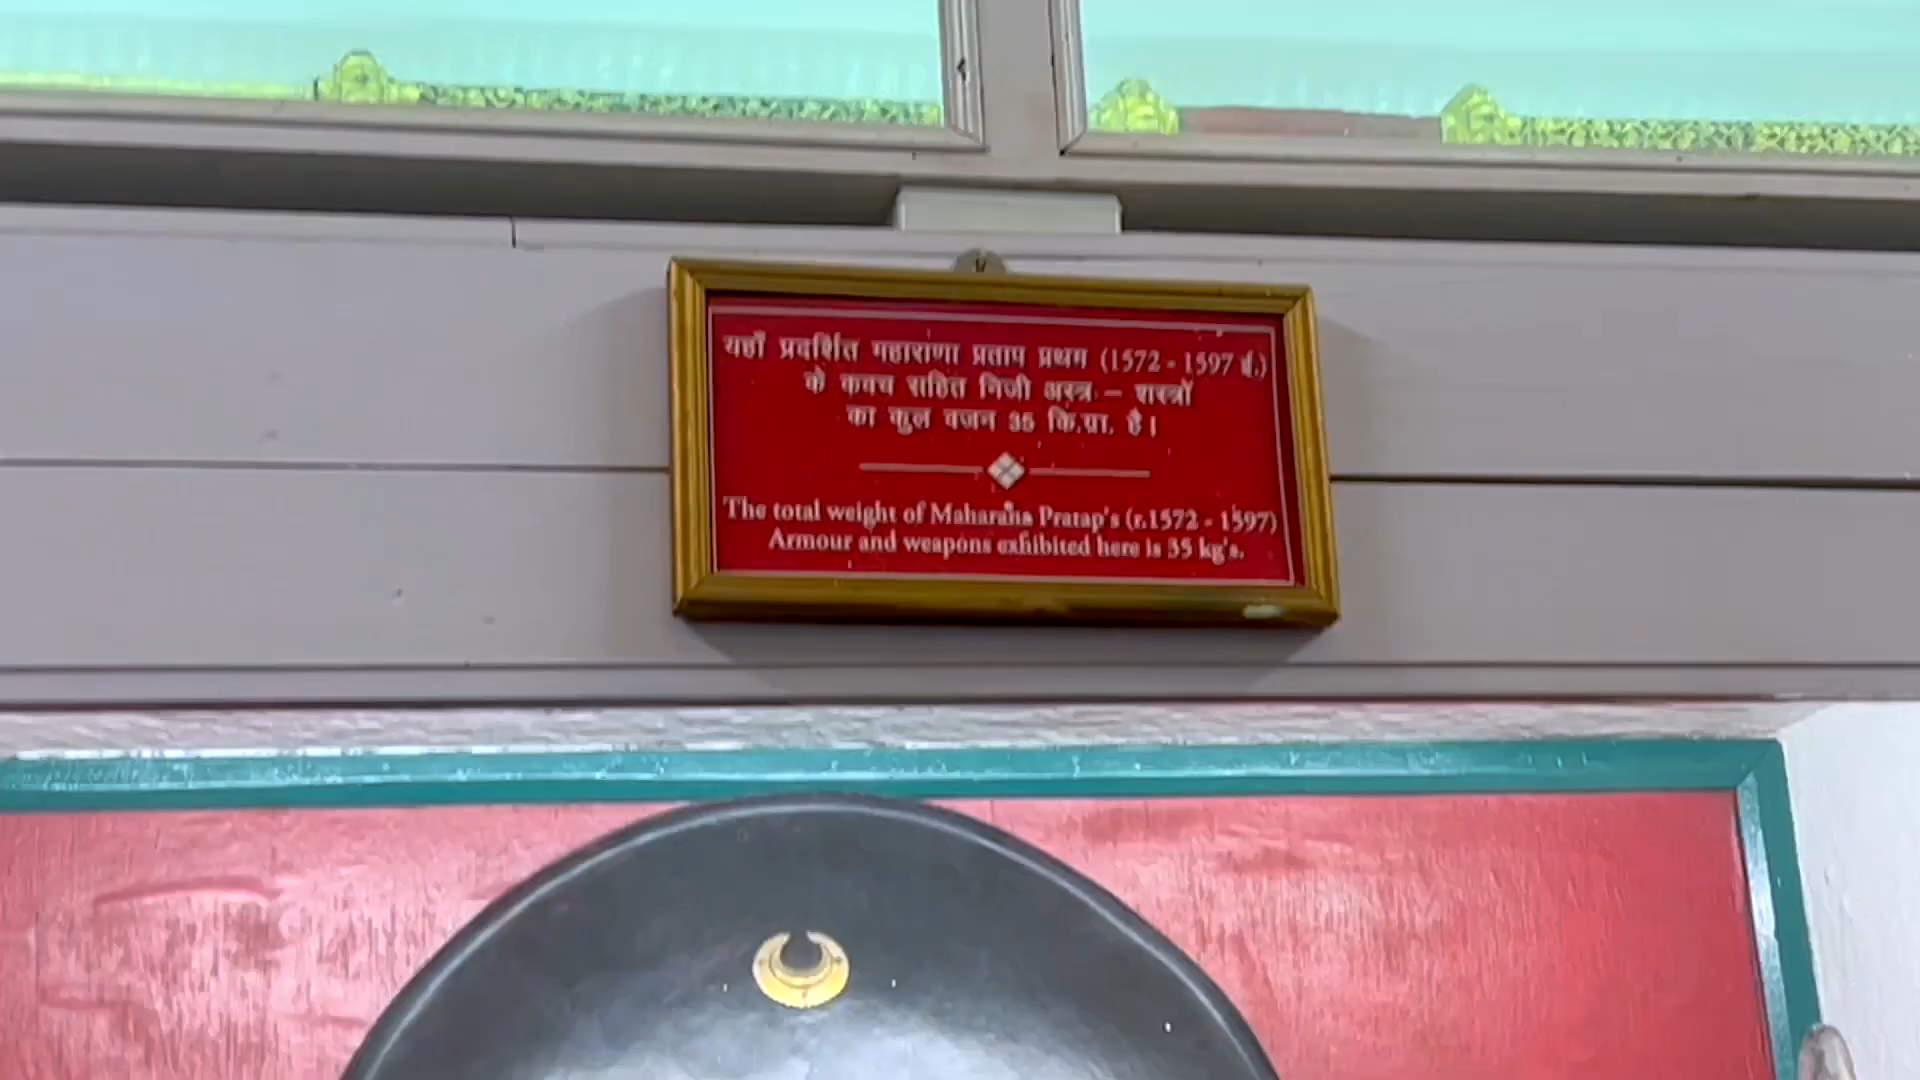 यहाँ प्रदर्शित महाराणा प्रताप प्रथम (1572 - 1597 ई.)
के कवच सहित निजी अस्त्र – शस्त्रों
का कुल वजन 35 कि.ग्रा. है।
The total weight of Maharana Pratap's (r.1572 - 1597)
Armour and weapons exhibited here is 35 kg's.